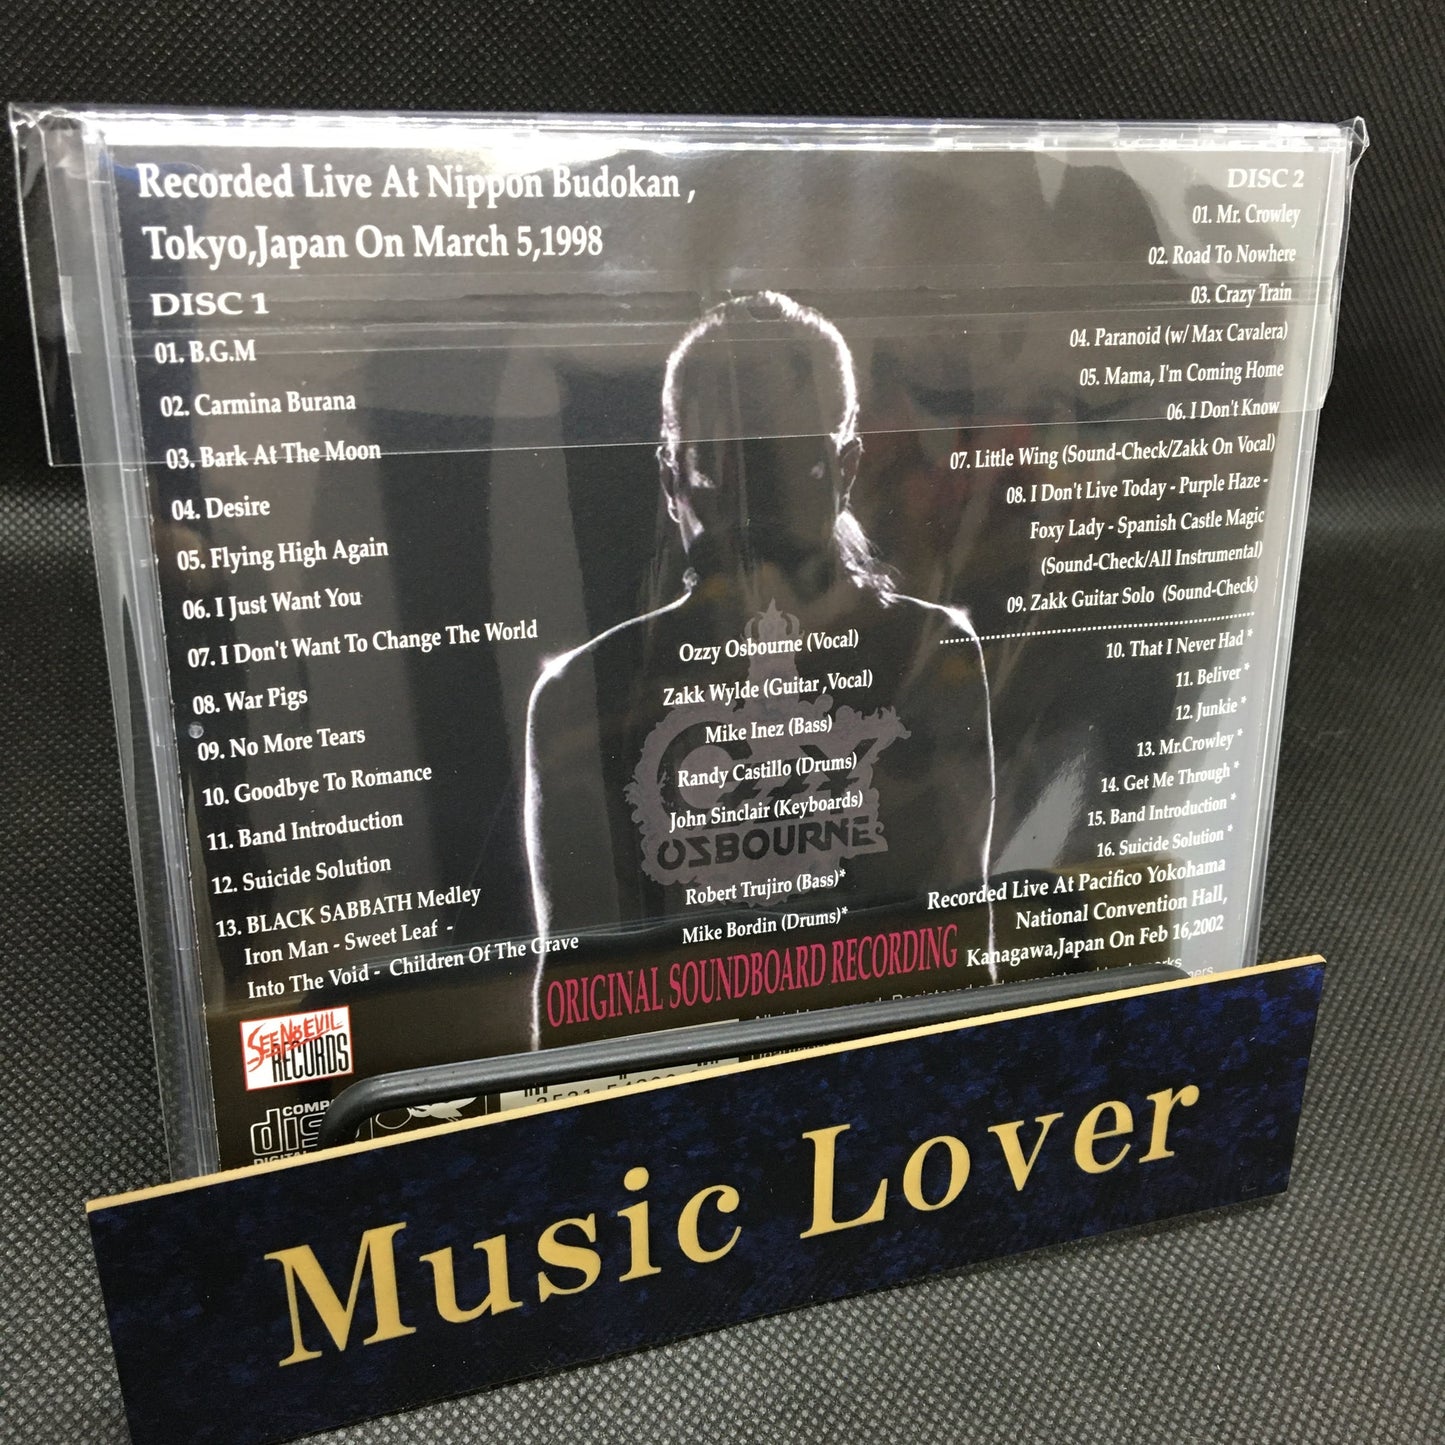 Recorded Live At Nippon Budokan ,
Tokyo,Japan On March 5,1998
DISC 1
01. B.G.M
02. Carmina Burana
03. Bark At The Moon
04. Desire
05. Flying High Again
06. I Just Want You
07. I Don't Want To Change The World
08. War Pigs
09. No More Tears
10. Goodbye To Romance
11. Band Introduction
12. Suicide Solution
13. BLACK SABBATH Medley
Iron Man - Sweet Leaf -
Into The Void - Children Of The Grave
DISC 2
01. Mr. Crowley
02. Road To Nowhere
03. Crazy Train
04. Paranoid (w/ Max Cavalera)
05. Mama, I'm Coming Home
06. I Don't Know
07. Little Wing (Sound-Check/Zakk On Vocal)
08. I Don't Live Today - Purple Haze -
Foxy Lady - Spanish Castle Magic
(Sound-Check/All Instrumental)
09. Zakk Guitar Solo (Sound-Check)
10. That I Never Had *
11. Beliver *
12. Junkie *
13. Mr.Crowley *
14. Get Me Through *
15. Band Introduction *
16. Suicide Solution *
Recorded Live At Pacifico Yokohama
National Convention Hall,
Kanagawa,Japan On Feb 16,2002
Ozzy Osbourne (Vocal)
Zakk Wylde (Guitar ,Vocal)
Mike Inez (Bass)
Randy Castillo (Drums)
John Sinclair (Keyboards)
OZZY
OSBOURNE
Robert Trujiro (Bass)*
Mike Bordin (Drums)*
ORIGINAL SOUNDBOARD RECORDING
SEE NO EVIL
RECORDS
Music Lover